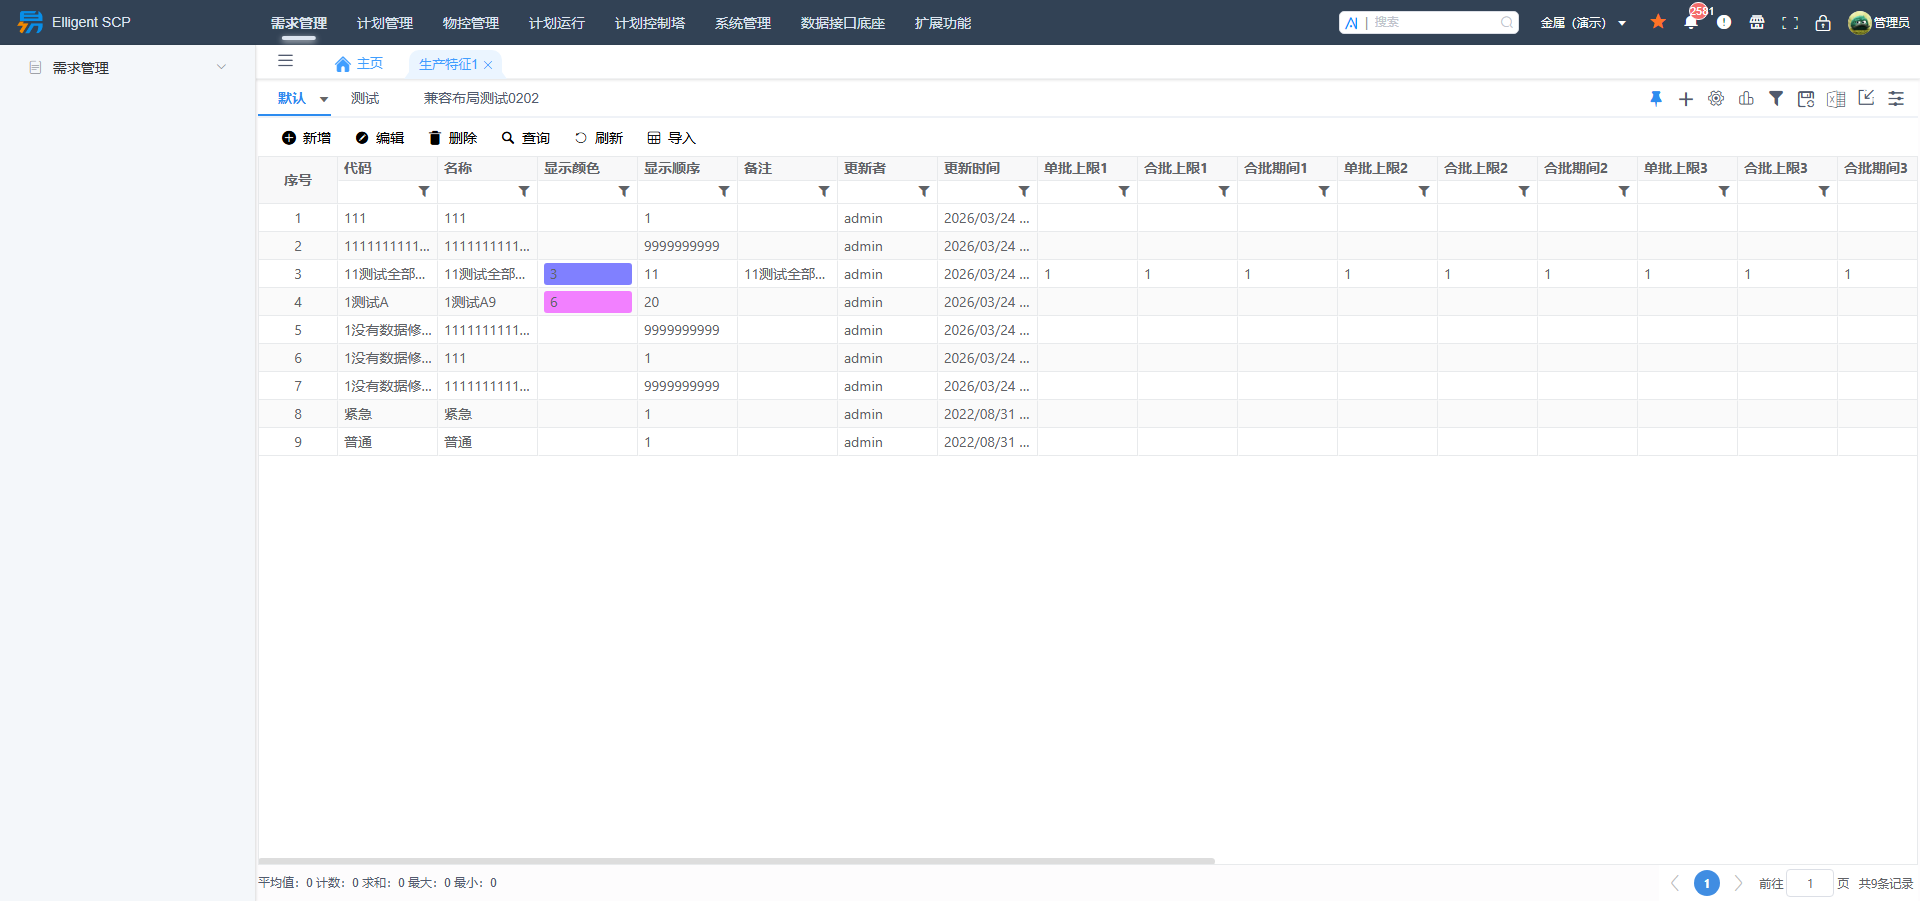 Elligent SCP 需求管理 计划管理 物控管理 计划运行 计划控制塔 系统管理 数据接口底座 扩展功能 AI | 搜索 金属（演示） 2581 管理员
需求管理
主页 生产特征1
默认 测试 兼容布局测试0202
新增 编辑 删除 查询 刷新 导入
序号 代码 名称 显示颜色 显示顺序 备注 更新者 更新时间 单批上限1 合批上限1 合批期间1 单批上限2 合批上限2 合批期间2 单批上限3 合批上限3 合批期间3
1 111 111 1 admin 2026/03/24 ...
2 1111111111... 1111111111... 9999999999 admin 2026/03/24 ...
3 11测试全部... 11测试全部... 3 11 11测试全部... admin 2026/03/24 ... 1 1 1 1 1 1 1 1 1
4 1测试A 1测试A9 6 20 admin 2026/03/24 ...
5 1没有数据修... 1111111111... 9999999999 admin 2026/03/24 ...
6 1没有数据修... 111 1 admin 2026/03/24 ...
7 1没有数据修... 1111111111... 9999999999 admin 2026/03/24 ...
8 紧急 紧急 1 admin 2022/08/31 ...
9 普通 普通 1 admin 2022/08/31 ...
平均值：0 计数：0 求和：0 最大：0 最小：0 1 前往 1 页 共9条记录